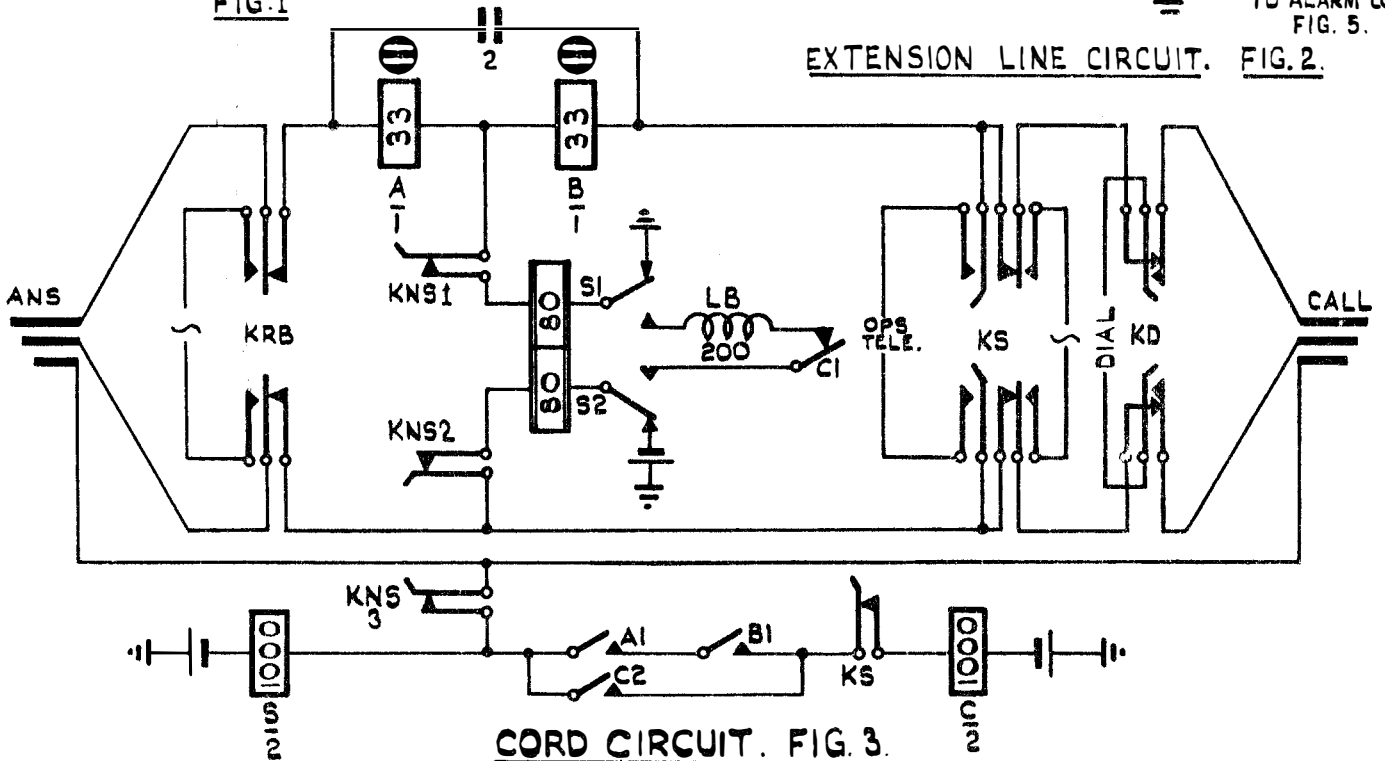 FIG.1
TO ALARM
FIG. 5.
EXTENSION LINE CIRCUIT. FIG. 2.
2
33
33
A
1
B
1
KNS1
80
80
S1
S2
LB
200
C1
OPS
TELE.
KS
DIAL
KD
ANS
KRB
CALL
KNS2
KNS
3
A1
B1
C2
KS
1000
S
2
1000
C
2
CORD CIRCUIT. FIG. 3.